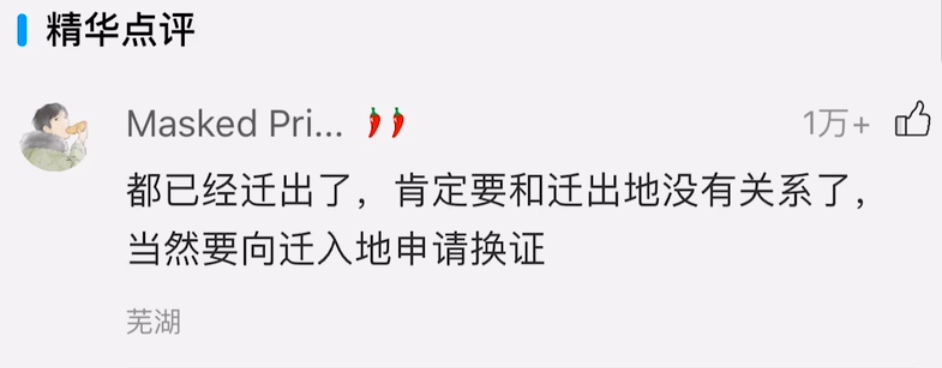 精华点评
Masked Pri... 🌶🌶
1万+
都已经迁出了，肯定要和迁出地没有关系了，
当然要向迁入地申请换证
芜湖